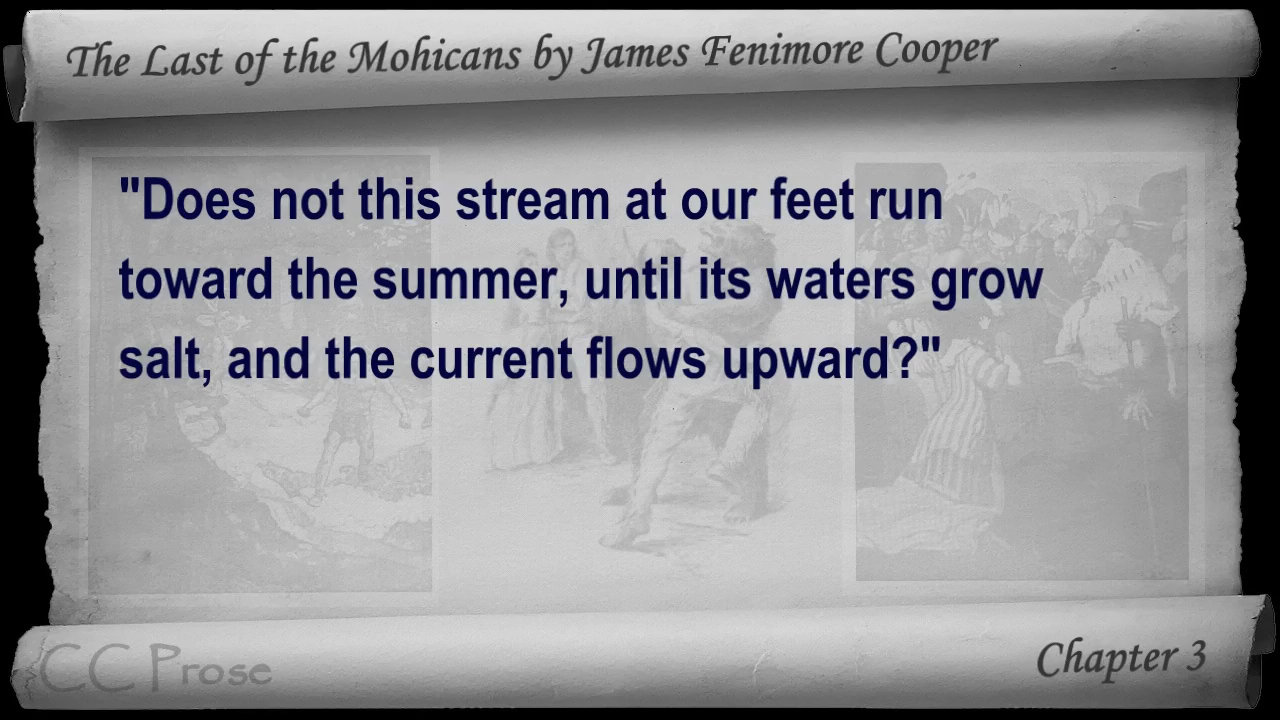 The Last of the Mohicans by James Fenimore Cooper
"Does not this stream at our feet run
toward the summer, until its waters grow
salt, and the current flows upward?"
CC Prose
Chapter 3